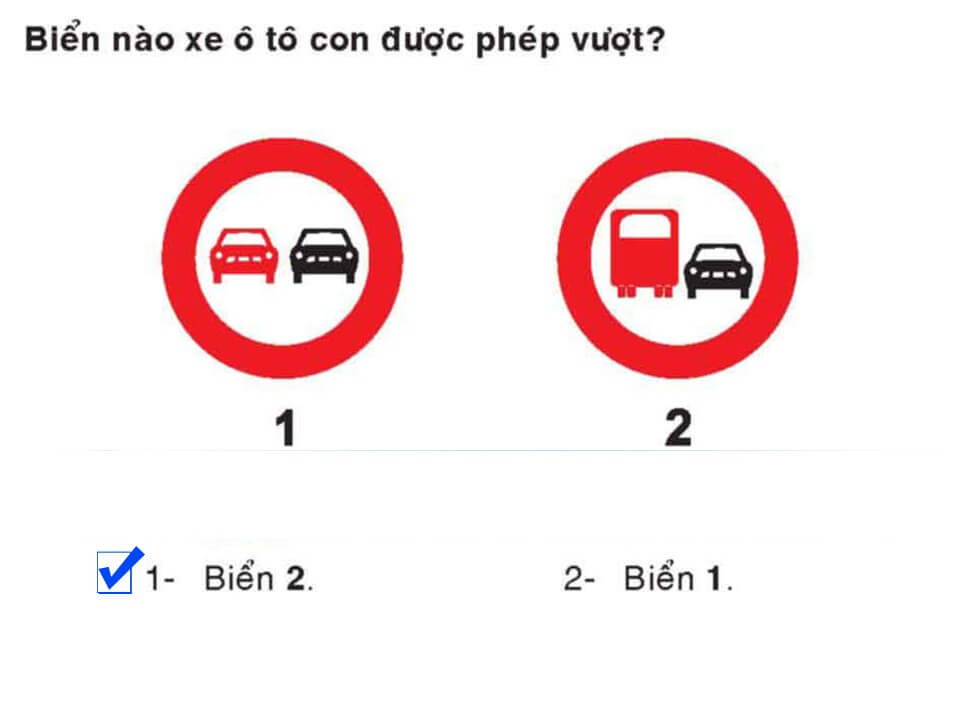 Biển nào xe ô tô con được phép vượt?
1 2
1- Biển 2. 2- Biển 1.